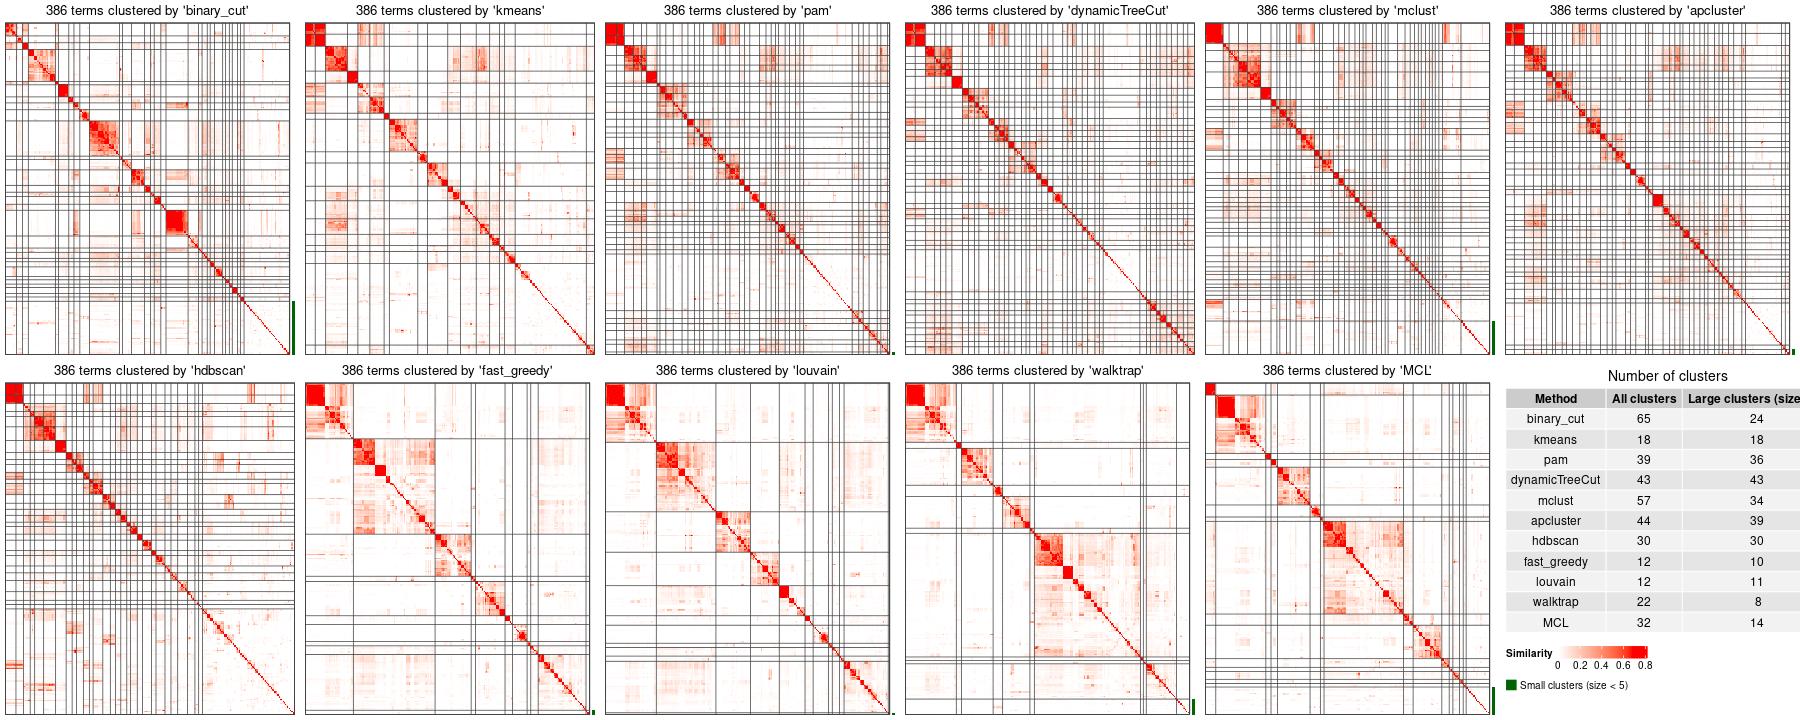 386 terms clustered by 'binary_cut'
386 terms clustered by 'kmeans'
386 terms clustered by 'pam'
386 terms clustered by 'dynamicTreeCut'
386 terms clustered by 'mclust'
386 terms clustered by 'apcluster'
386 terms clustered by 'hdbscan'
386 terms clustered by 'fast_greedy'
386 terms clustered by 'louvain'
386 terms clustered by 'walktrap'
386 terms clustered by 'MCL'
Number of clusters
Method All clusters Large clusters (size
binary_cut 65 24
kmeans 18 18
pam 39 36
dynamicTreeCut 43 43
mclust 57 34
apcluster 44 39
hdbscan 30 30
fast_greedy 12 10
louvain 12 11
walktrap 22 8
MCL 32 14
Similarity
0 0.2 0.4 0.6 0.8
Small clusters (size < 5)